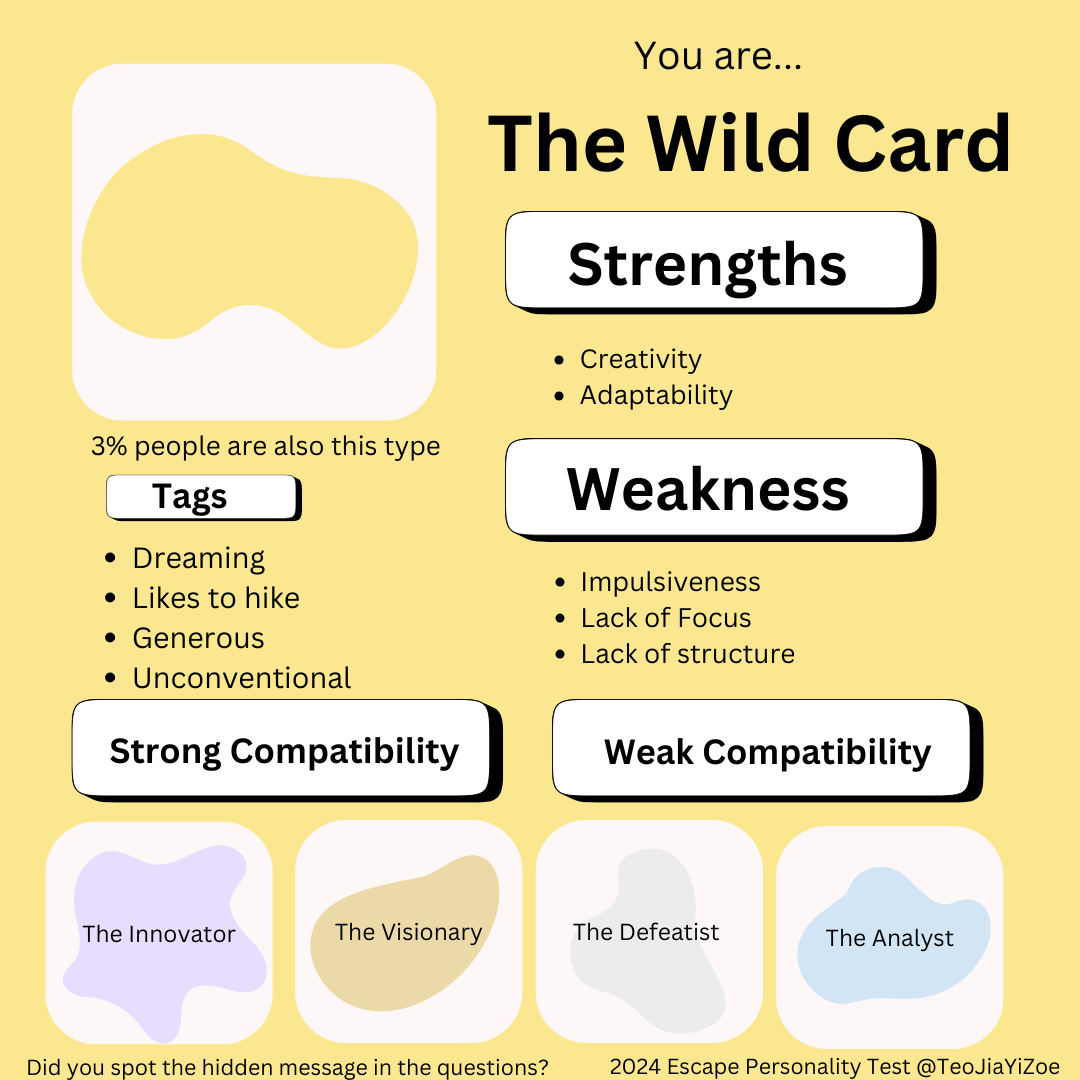 You are...
The Wild Card
Strengths
• Creativity
• Adaptability
3% people are also this type
Tags
• Dreaming
• Likes to hike
• Generous
• Unconventional
Weakness
• Impulsiveness
• Lack of Focus
• Lack of structure
Strong Compatibility
Weak Compatibility
The Innovator
The Visionary
The Defeatist
The Analyst
Did you spot the hidden message in the questions?
2024 Escape Personality Test @TeoJiaYiZoe